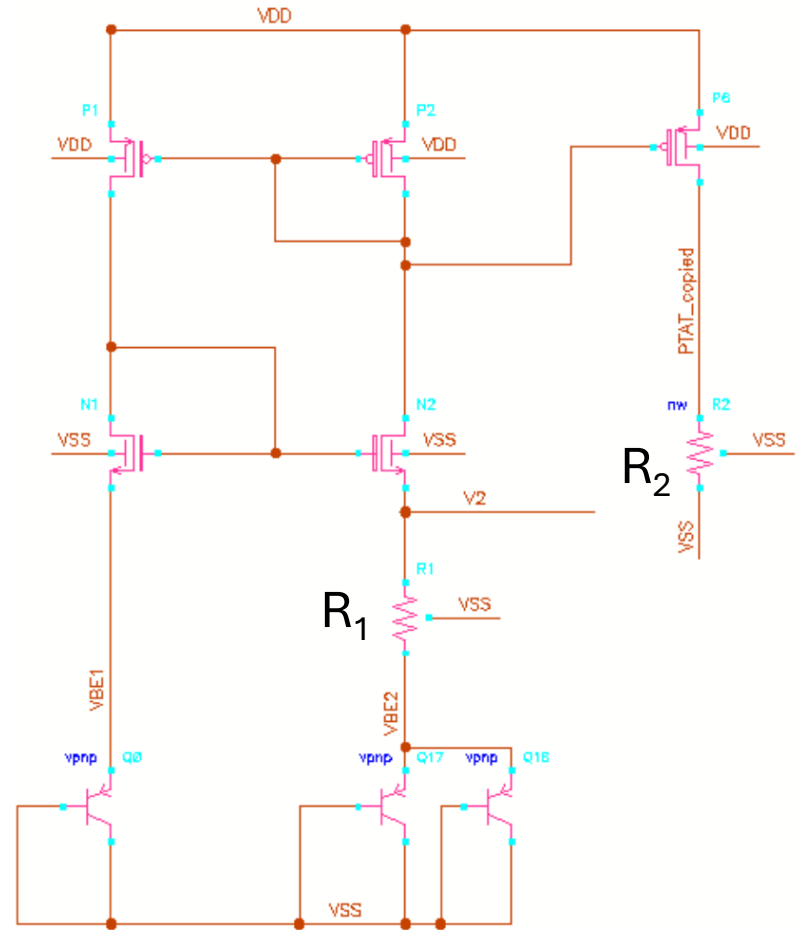 VDD
P1
P2
P6
VDD
VDD
VDD
PTAT_copied
N1
N2
nw
R2
VSS
VSS
VSS
R2
V2
VSS
R1
R1
VSS
VBE1
VBE2
vpnp
Q0
vpnp
Q17
vpnp
Q16
VSS